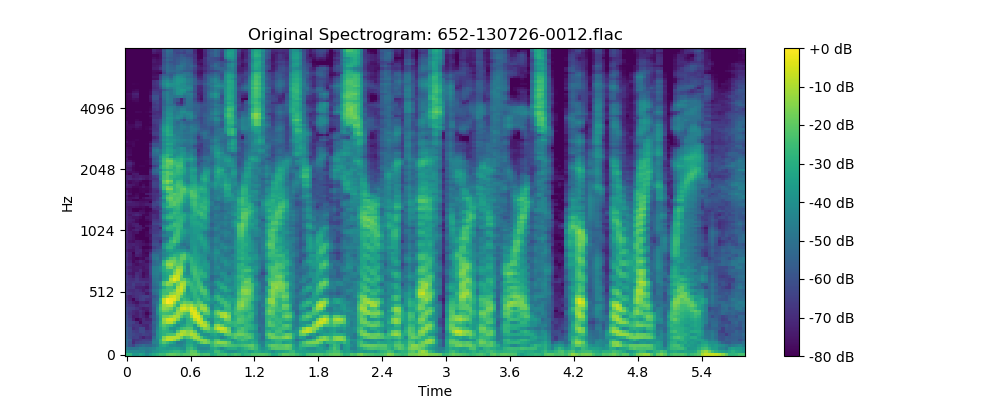 Original Spectrogram: 652-130726-0012.flac
Hz
4096
2048
1024
512
0
0 0.6 1.2 1.8 2.4 3 3.6 4.2 4.8 5.4
Time
+0 dB
-10 dB
-20 dB
-30 dB
-40 dB
-50 dB
-60 dB
-70 dB
-80 dB